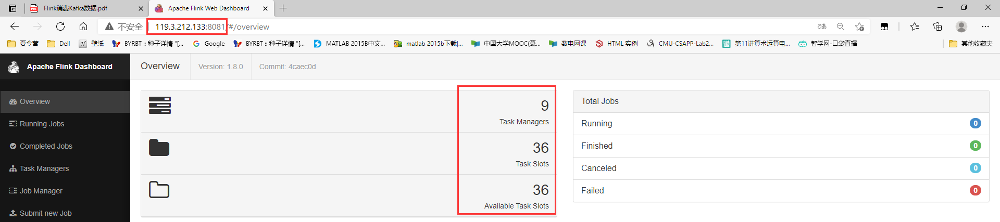 Flink消费Kafka数据.pdf
Apache Flink Web Dashboard
不安全
119.3.212.133:8081/#/overview
夏令营
Dell
壁纸
BYRBT :: 种子详情 "[...
Google
BYRBT :: 种子详情 "[...
MATLAB 2015B中文...
matlab 2015b下载|...
中国大学MOOC(慕...
数电网课
HTML 实例
CMU-CSAPP-Lab2...
第11讲算术运算电...
智学网-口袋直播
其他收藏夹
Apache Flink Dashboard
Overview
Version: 1.8.0
Commit: 4caec0d
Overview
Running Jobs
Completed Jobs
Task Managers
Job Manager
Submit new Job
9
Task Managers
36
Task Slots
36
Available Task Slots
Total Jobs
Running 0
Finished 0
Canceled 0
Failed 0